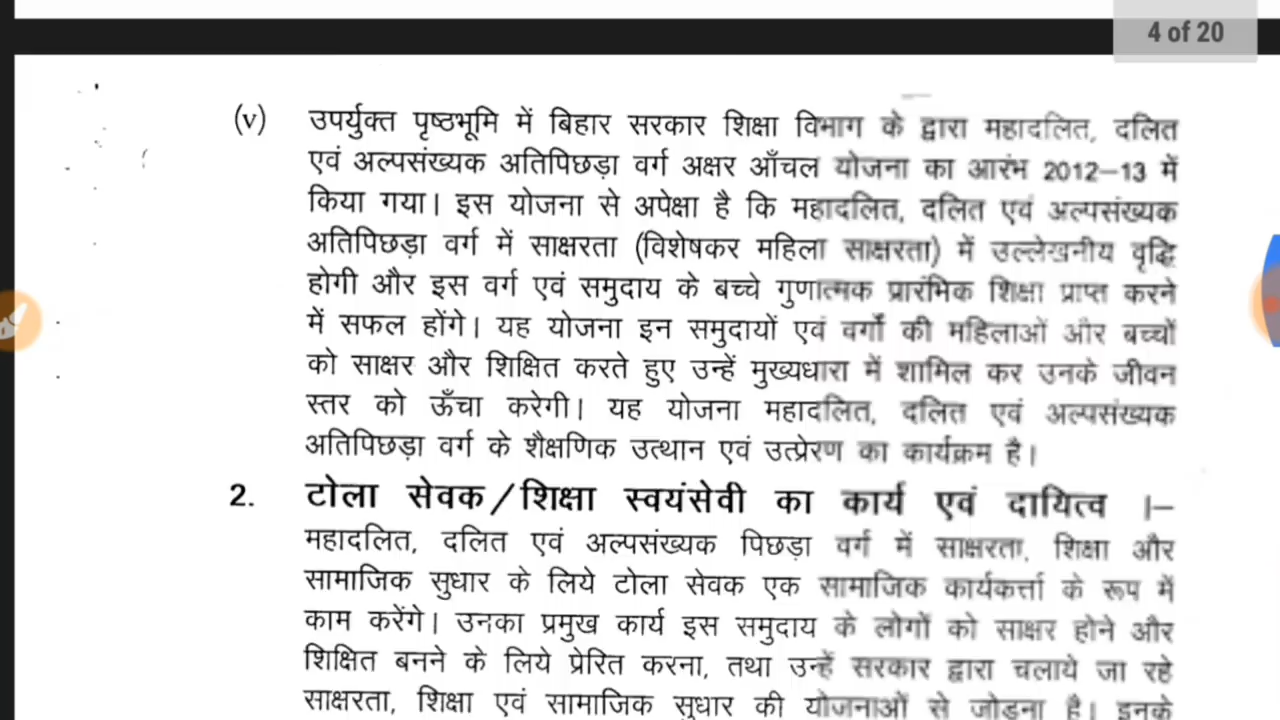 4 of 20
(v) उपर्युक्त पृष्ठभूमि में बिहार सरकार शिक्षा विभाग के द्वारा महादलित, दलित
एवं अल्पसंख्यक अतिपिछड़ा वर्ग अक्षर आँचल योजना का आरंभ 2012–13 में
किया गया। इस योजना से अपेक्षा है कि महादलित, दलित एवं अल्पसंख्यक
अतिपिछड़ा वर्ग में साक्षरता (विशेषकर महिला साक्षरता) में उल्लेखनीय वृद्धि
होगी और इस वर्ग एवं समुदाय के बच्चे गुणात्मक प्रारंभिक शिक्षा प्राप्त करने
में सफल होंगे। यह योजना इन समुदायों एवं वर्गों की महिलाओं और बच्चों
को साक्षर और शिक्षित करते हुए उन्हें मुख्यधारा में शामिल कर उनके जीवन
स्तर को ऊँचा करेगी। यह योजना महादलित, दलित एवं अल्पसंख्यक
अतिपिछड़ा वर्ग के शैक्षणिक उत्थान एवं उत्प्रेरण का कार्यक्रम है।
2. टोला सेवक/शिक्षा स्वयंसेवी का कार्य एवं दायित्व ।–
महादलित, दलित एवं अल्पसंख्यक पिछड़ा वर्ग में साक्षरता, शिक्षा और
सामाजिक सुधार के लिये टोला सेवक एक सामाजिक कार्यकर्त्ता के रूप में
काम करेंगे। उनका प्रमुख कार्य इस समुदाय के लोगों को साक्षर होने और
शिक्षित बनने के लिये प्रेरित करना, तथा उन्हें सरकार द्वारा चलाये जा रहे
साक्षरता, शिक्षा एवं सामाजिक सुधार की योजनाओं से जोड़ना है। इनके